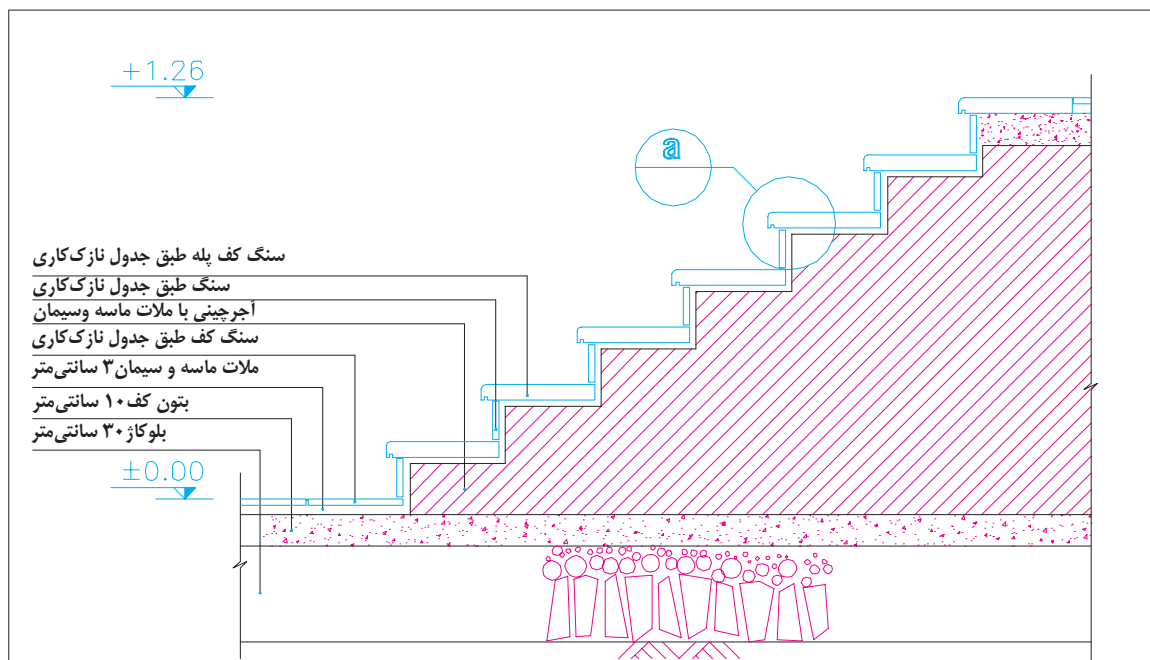 +1.26
a
سنگ کف پله طبق جدول نازک‌کاری
سنگ طبق جدول نازک‌کاری
آجرچینی با ملات ماسه وسیمان
سنگ کف طبق جدول نازک‌کاری
ملات ماسه و سیمان۳ سانتی‌متر
بتون کف۱۰ سانتی‌متر
بلوکاژ۳۰ سانتی‌متر
±0.00